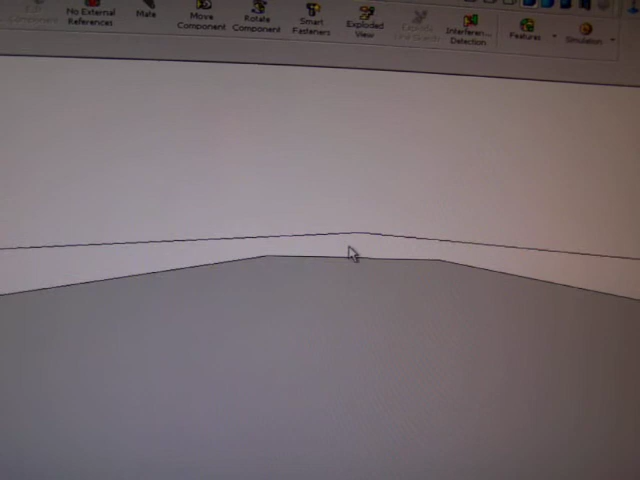 No External References
Mate
Move Component
Rotate Component
Smart Fasteners
Exploded View
Interferen... Detection
Features
Simulation